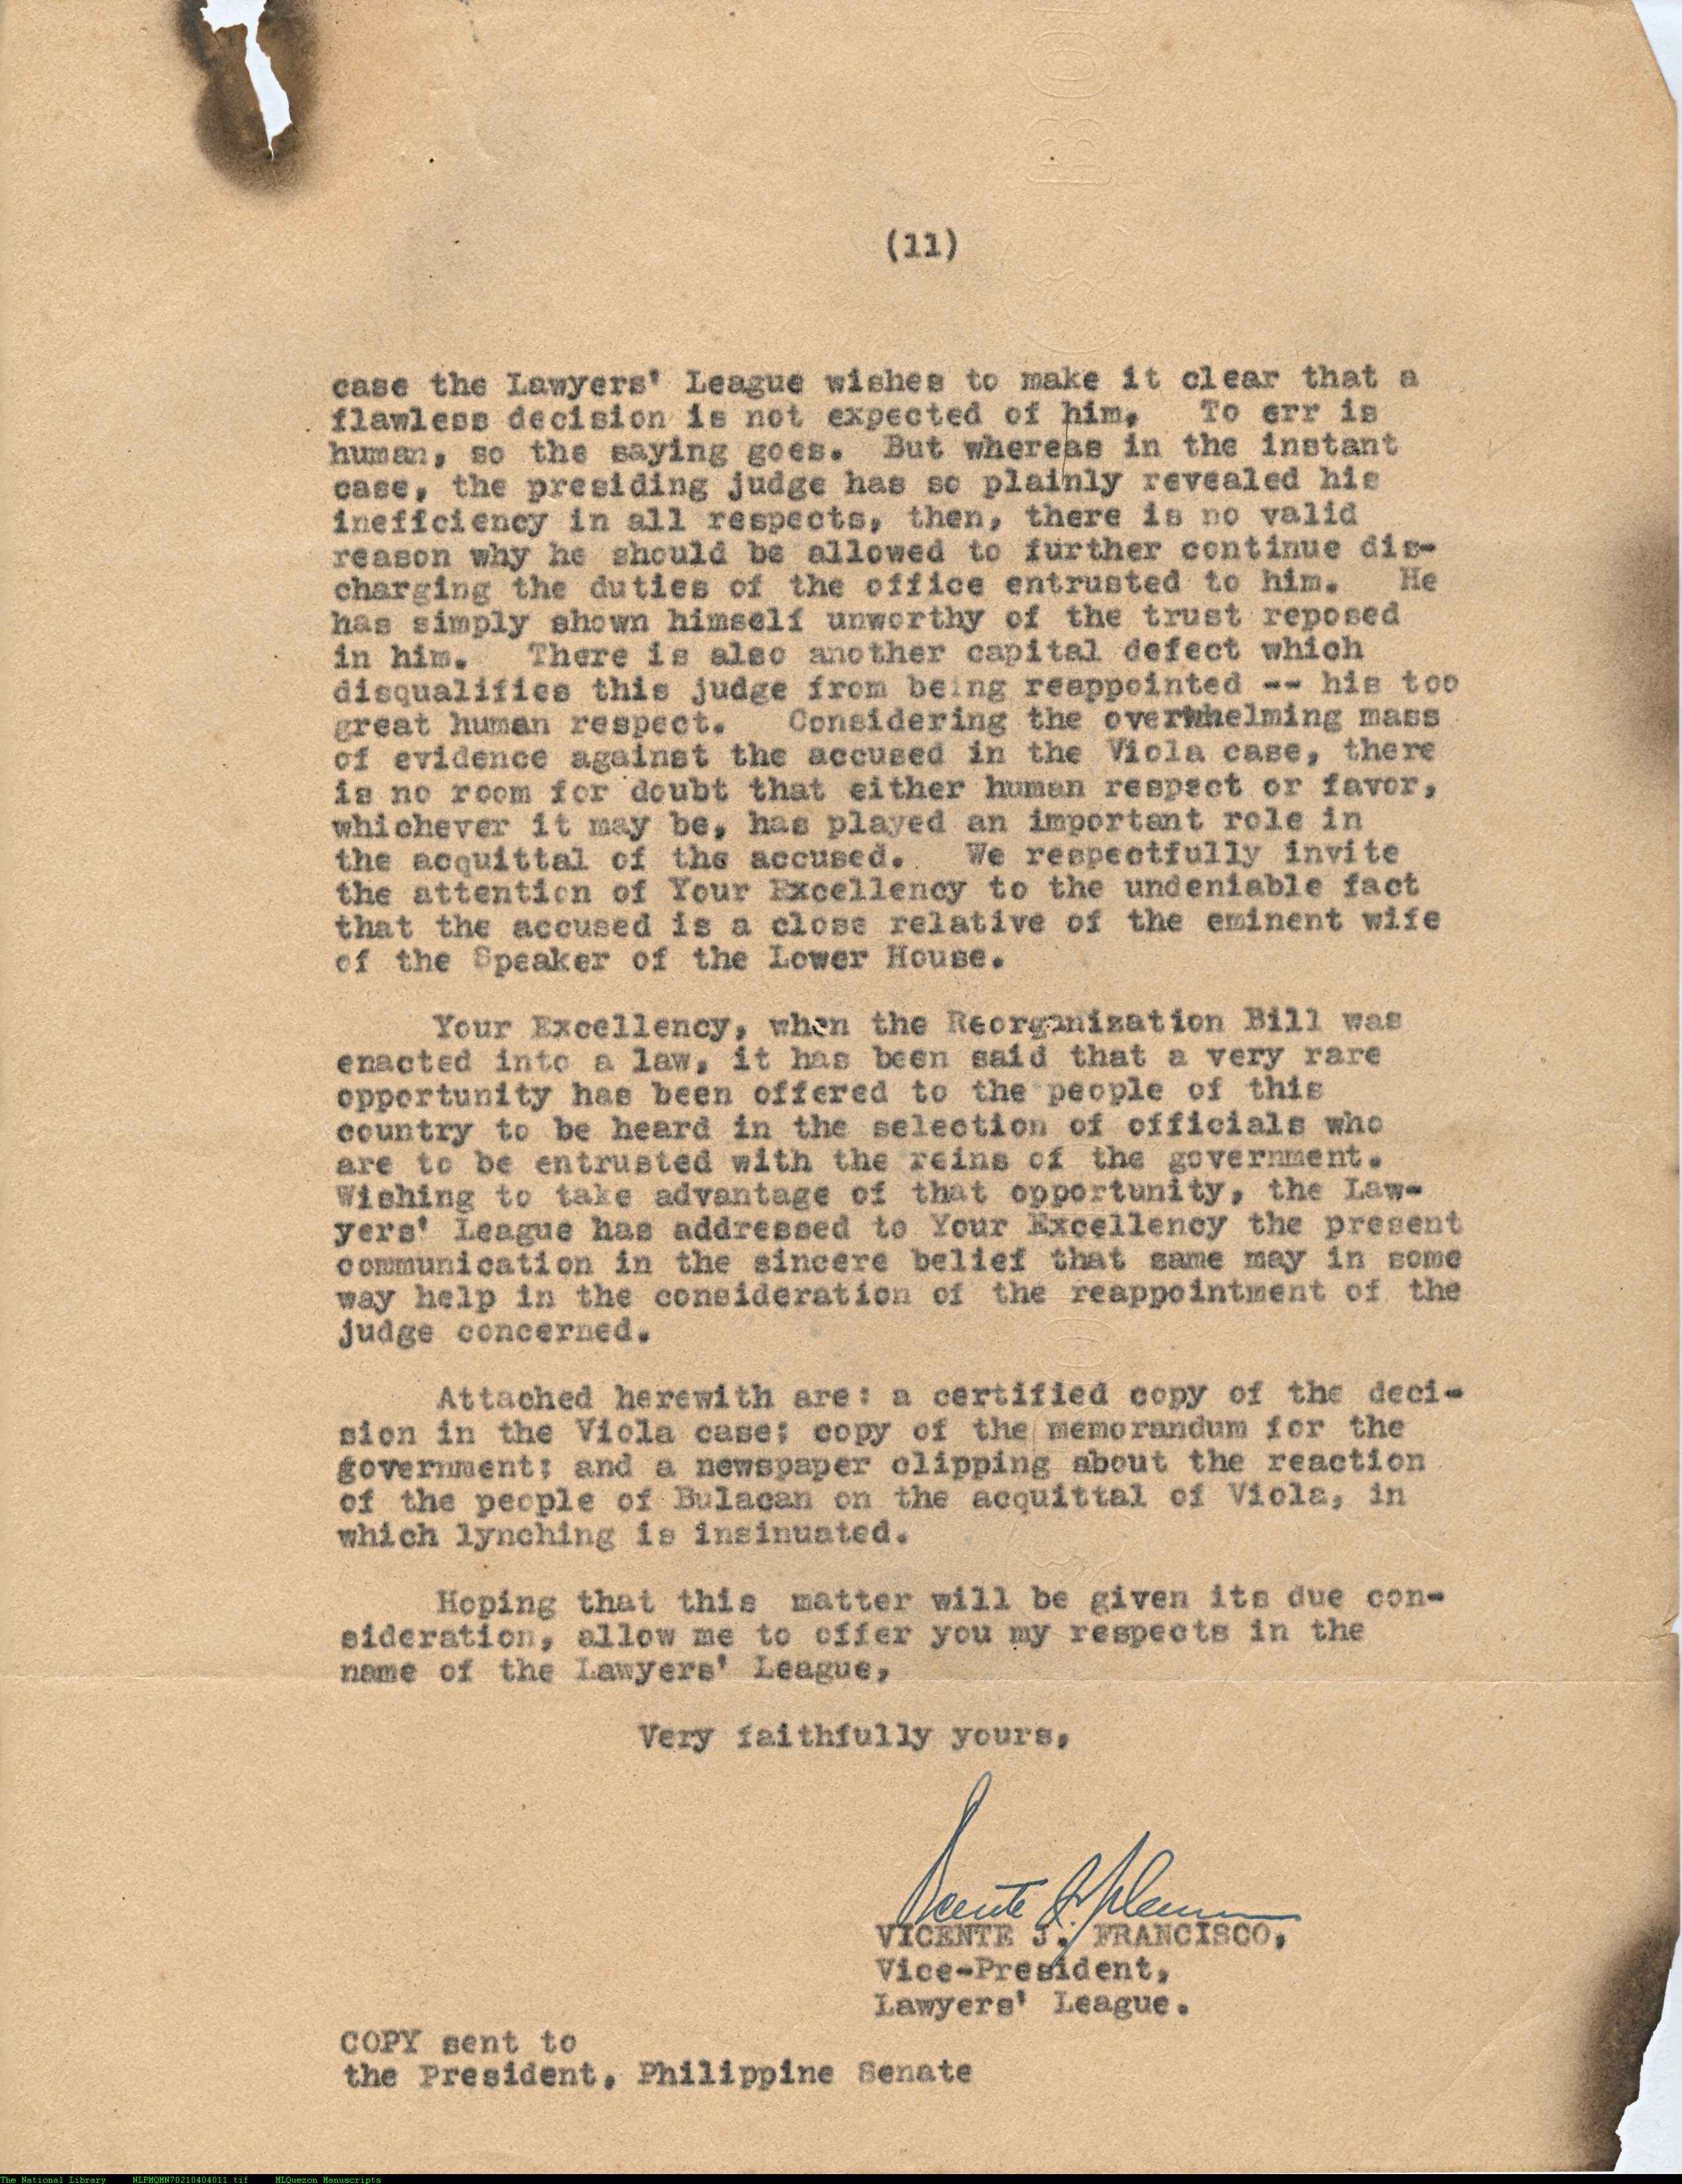 (11)
case the Lawyers' League wishes to make it clear that a
flawless decision is not expected of him. To err is
human, so the saying goes. But whereas in the instant
case, the presiding judge has so plainly revealed his
inefficiency in all respects, then, there is no valid
reason why he should be allowed to further continue dis-
charging the duties of the office entrusted to him. He
has simply shown himself unworthy of the trust reposed
in him. There is also another capital defect which
disqualifies this judge from being reappointed -- his too
great human respect. Considering the overwhelming mass
of evidence against the accused in the Viola case, there
is no room for doubt that either human respect or favor,
whichever it may be, has played an important role in
the acquittal of the accused. We respectfully invite
the attention of Your Excellency to the undeniable fact
that the accused is a close relative of the eminent wife
of the Speaker of the Lower House.
Your Excellency, when the Reorganization Bill was
enacted into a law, it has been said that a very rare
opportunity has been offered to the people of this
country to be heard in the selection of officials who
are to be entrusted with the reins of the government.
Wishing to take advantage of that opportunity, the Law-
yers' League has addressed to Your Excellency the present
communication in the sincere belief that same may in some
way help in the consideration of the reappointment of the
judge concerned.
Attached herewith are: a certified copy of the deci-
sion in the Viola case; copy of the memorandum for the
government; and a newspaper clipping about the reaction
of the people of Bulacan on the acquittal of Viola, in
which lynching is insinuated.
Hoping that this matter will be given its due con-
sideration, allow me to offer you my respects in the
name of the Lawyers' League,
Very faithfully yours,
VICENTE J. FRANCISCO,
Vice-President,
Lawyers' League.
COPY sent to
the President, Philippine Senate
The National Library NLPMQMN70210404011.tif MLQuezon Manuscripts